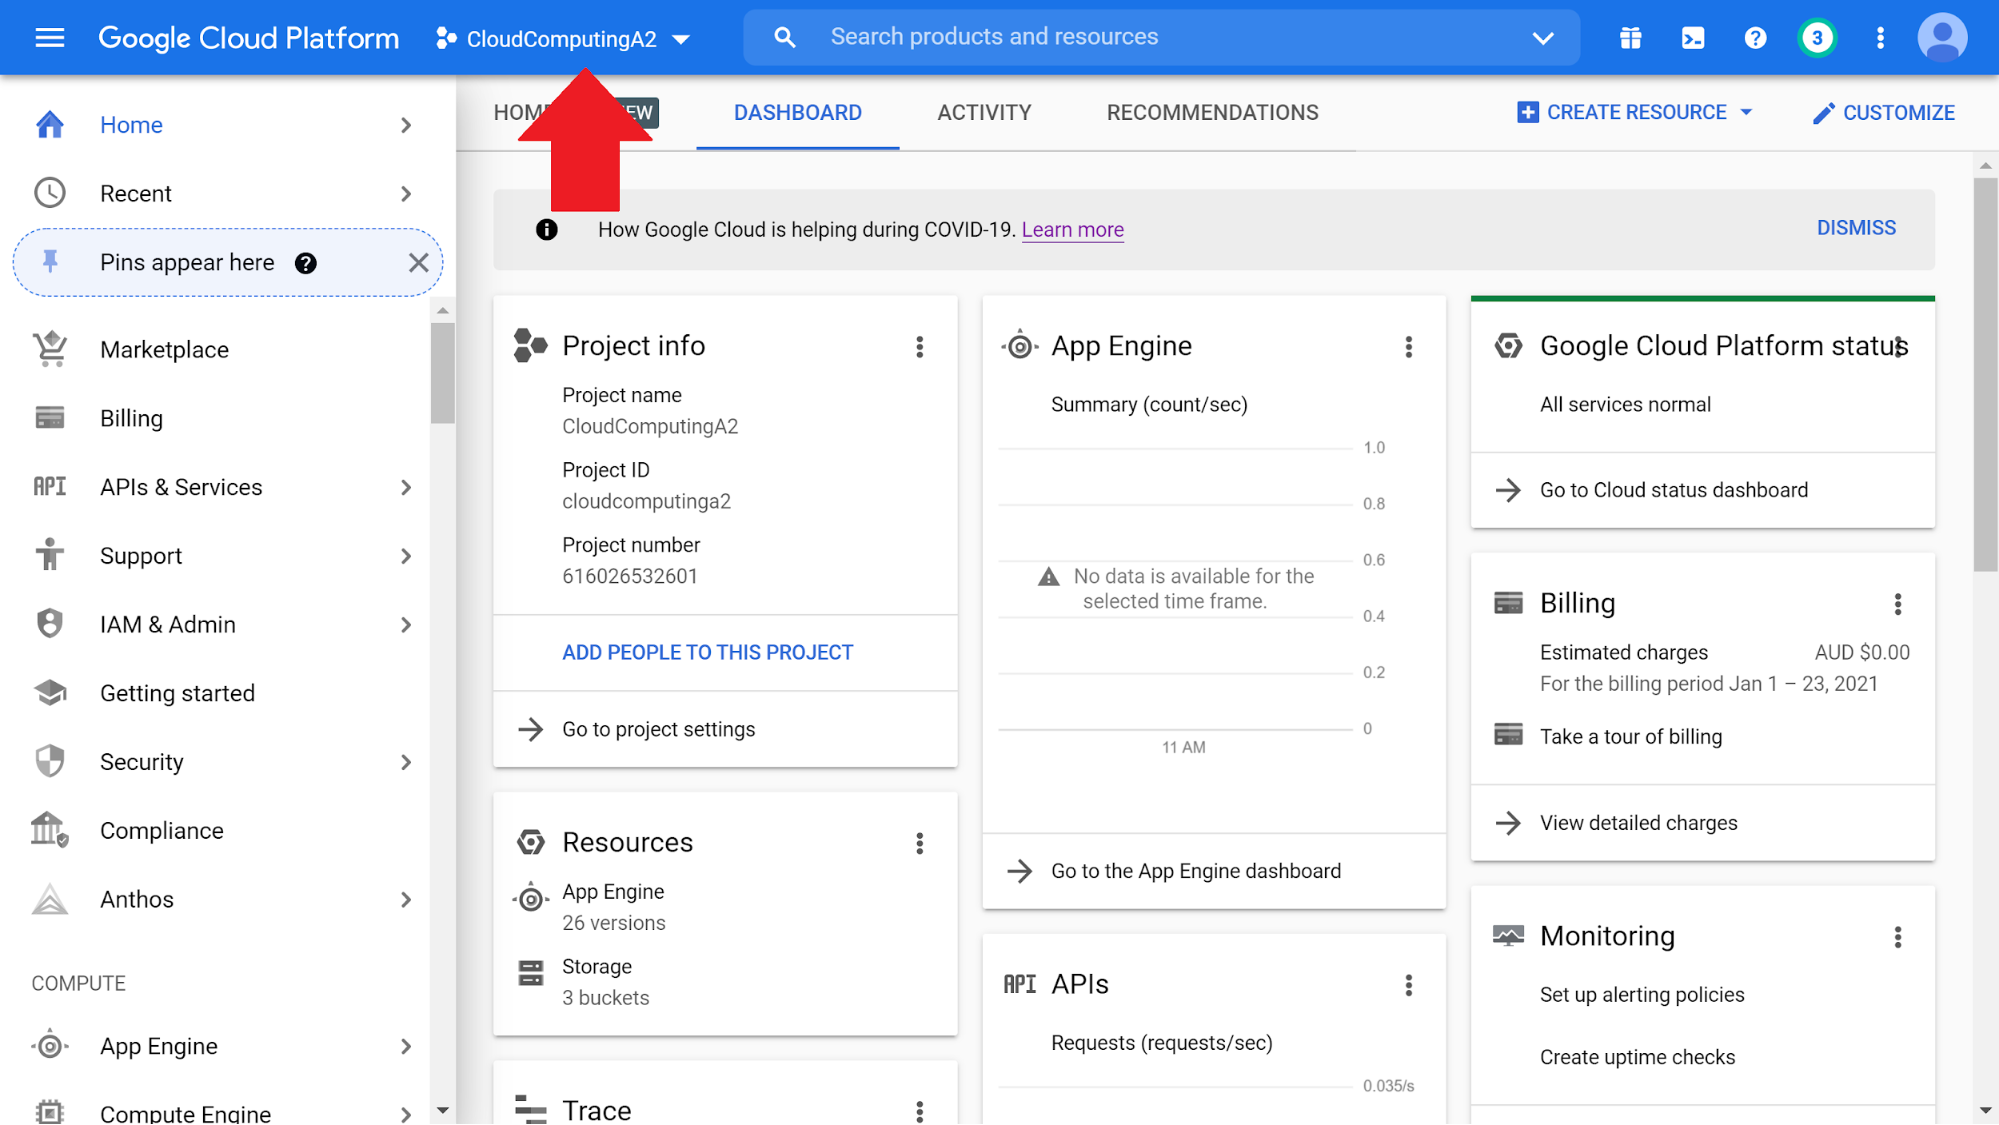 Google Cloud Platform
CloudComputingA2
Search products and resources
3
Home
Recent
Pins appear here
Marketplace
Billing
API APIs & Services
Support
IAM & Admin
Getting started
Security
Compliance
Anthos
COMPUTE
App Engine
Compute Engine
DASHBOARD
ACTIVITY
RECOMMENDATIONS
CREATE RESOURCE
CUSTOMIZE
How Google Cloud is helping during COVID-19. Learn more
DISMISS
Project info
Project name
CloudComputingA2
Project ID
cloudcomputinga2
Project number
616026532601
ADD PEOPLE TO THIS PROJECT
Go to project settings
Resources
App Engine
26 versions
Storage
3 buckets
Trace
App Engine
Summary (count/sec)
1.0
0.8
0.6
No data is available for the
selected time frame.
0.4
0.2
0
11 AM
Go to the App Engine dashboard
API APIs
Requests (requests/sec)
0.035/s
Google Cloud Platform status
All services normal
Go to Cloud status dashboard
Billing
Estimated charges AUD $0.00
For the billing period Jan 1 – 23, 2021
Take a tour of billing
View detailed charges
Monitoring
Set up alerting policies
Create uptime checks